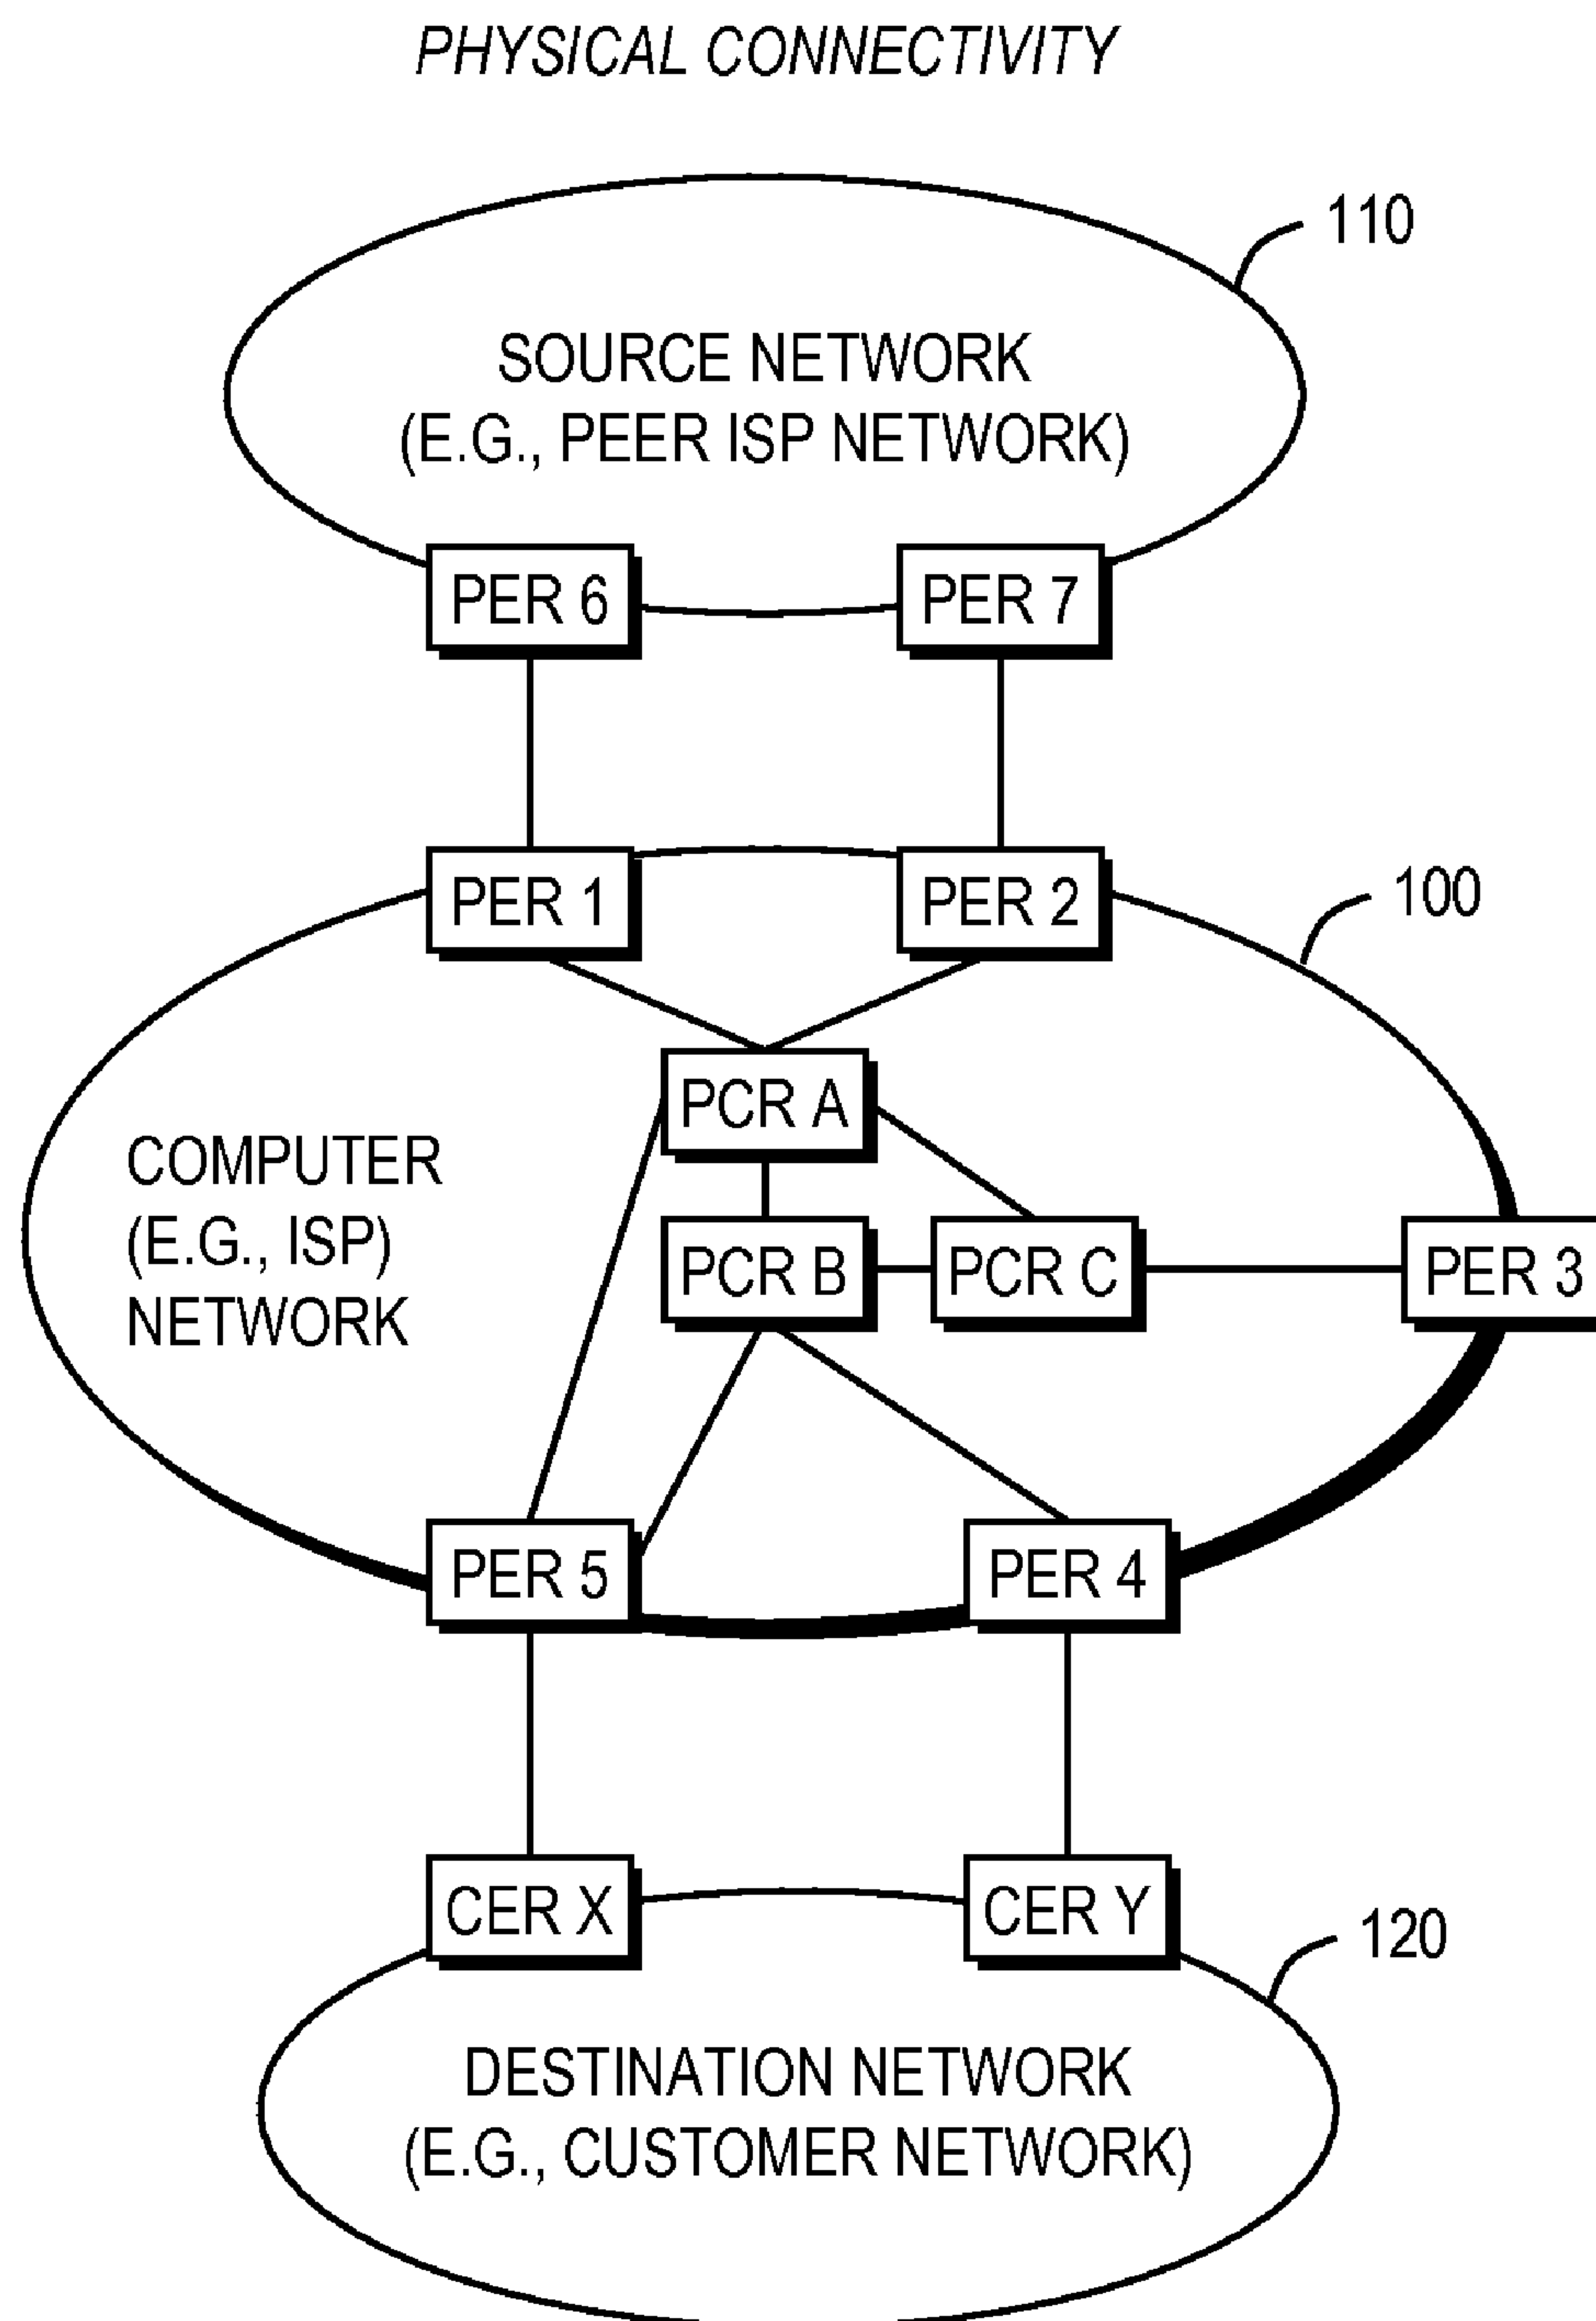 PHYSICAL CONNECTIVITY
110
SOURCE NETWORK
(E.G., PEER ISP NETWORK)
PER 6
PER 7
PER 1
PER 2
100
PCR A
COMPUTER
(E.G., ISP)
NETWORK
PCR B
PCR C
PER 3
PER 5
PER 4
CER X
CER Y
120
DESTINATION NETWORK
(E.G., CUSTOMER NETWORK)